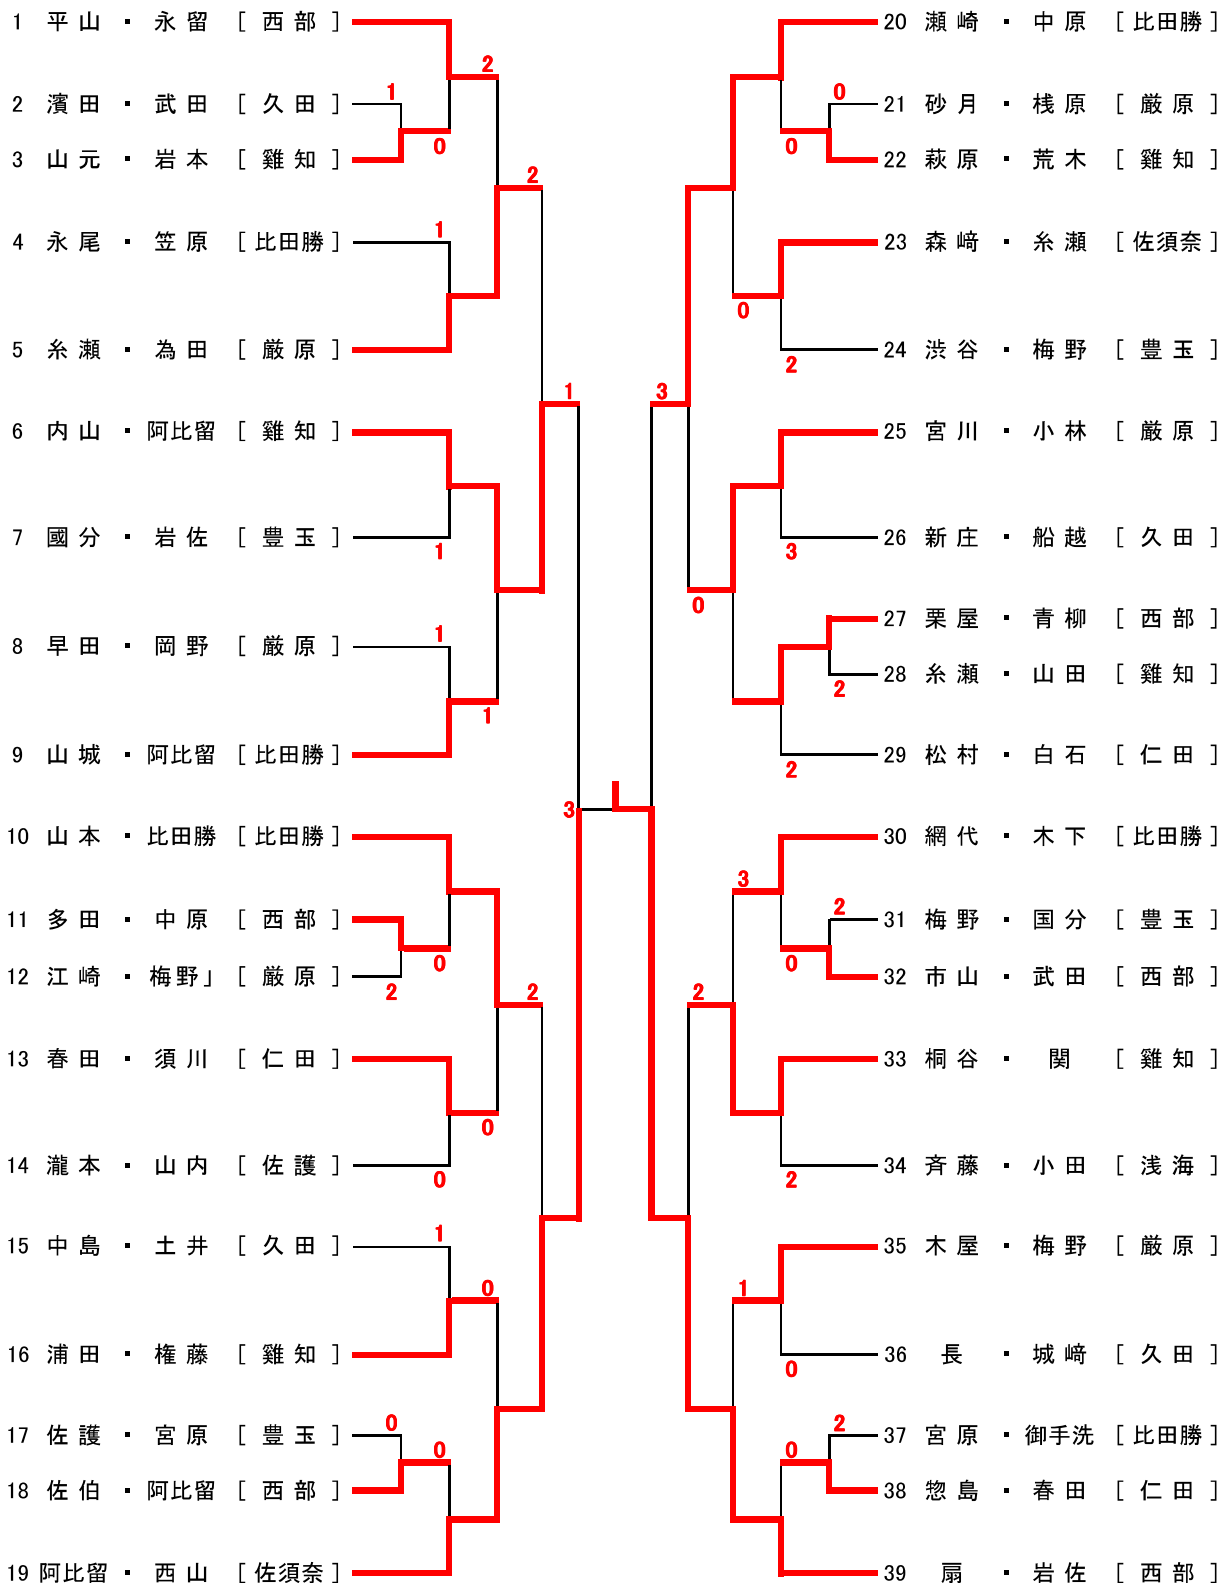 1 平山 ・ 永留 [ 西部 ]
2 濱田 ・ 武田 [ 久田 ]
3 山元 ・ 岩本 [ 雞知 ]
4 永尾 ・ 笠原 [ 比田勝 ]
5 糸瀬 ・ 為田 [ 厳原 ]
6 内山 ・ 阿比留 [ 雞知 ]
7 國分 ・ 岩佐 [ 豊玉 ]
8 早田 ・ 岡野 [ 厳原 ]
9 山城 ・ 阿比留 [ 比田勝 ]
10 山本 ・ 比田勝 [ 比田勝 ]
11 多田 ・ 中原 [ 西部 ]
12 江崎 ・ 梅野」 [ 厳原 ]
13 春田 ・ 須川 [ 仁田 ]
14 瀧本 ・ 山内 [ 佐護 ]
15 中島 ・ 土井 [ 久田 ]
16 浦田 ・ 権藤 [ 雞知 ]
17 佐護 ・ 宮原 [ 豊玉 ]
18 佐伯 ・ 阿比留 [ 西部 ]
19 阿比留 ・ 西山 [ 佐須奈 ]
2
1
0
2
1
1
1
1
1
3
0
2
2
0
0
1
0
0
0
20 瀬崎 ・ 中原 [ 比田勝 ]
21 砂月 ・ 桟原 [ 厳原 ]
22 萩原 ・ 荒木 [ 雞知 ]
23 森﨑 ・ 糸瀬 [ 佐須奈 ]
24 渋谷 ・ 梅野 [ 豊玉 ]
25 宮川 ・ 小林 [ 厳原 ]
26 新庄 ・ 船越 [ 久田 ]
27 栗屋 ・ 青柳 [ 西部 ]
28 糸瀬 ・ 山田 [ 雞知 ]
29 松村 ・ 白石 [ 仁田 ]
30 網代 ・ 木下 [ 比田勝 ]
31 梅野 ・ 国分 [ 豊玉 ]
32 市山 ・ 武田 [ 西部 ]
33 桐谷 ・ 関 [ 雞知 ]
34 斉藤 ・ 小田 [ 浅海 ]
35 木屋 ・ 梅野 [ 厳原 ]
36 長 ・ 城﨑 [ 久田 ]
37 宮原 ・ 御手洗 [ 比田勝 ]
38 惣島 ・ 春田 [ 仁田 ]
39 扇 ・ 岩佐 [ 西部 ]
0
0
0
2
3
3
0
2
2
3
2
0
2
2
1
0
2
0